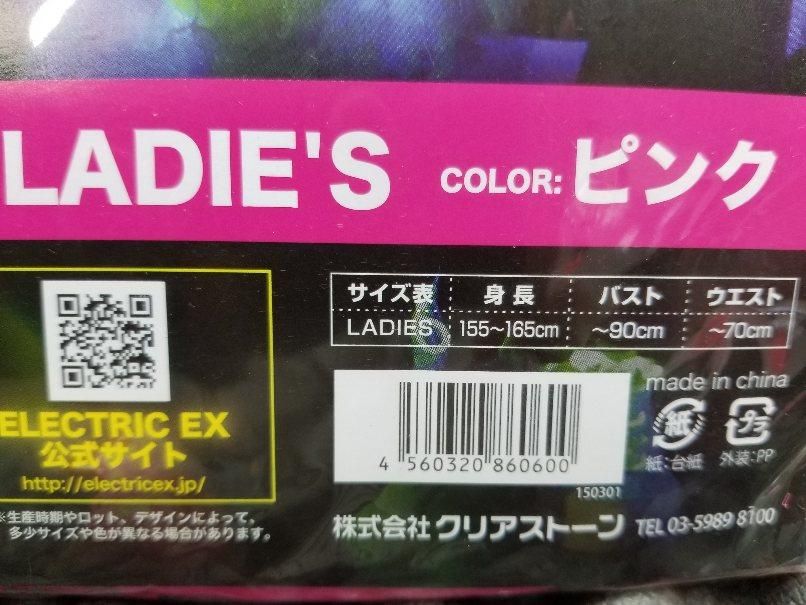 LADIE'S COLOR: ピンク
サイズ表 身長 バスト ウエスト
LADIES 155〜165cm 〜90cm 〜70cm
made in china
紙
プラ
紙:台紙 外装:PP
4 560320 860600
150301
ELECTRIC EX
公式サイト
http://electricex.jp/
※生産時期やロット、デザインによって、
多少サイズや色が異なる場合があります。
株式会社 クリアストーン TEL 03-5989 8100